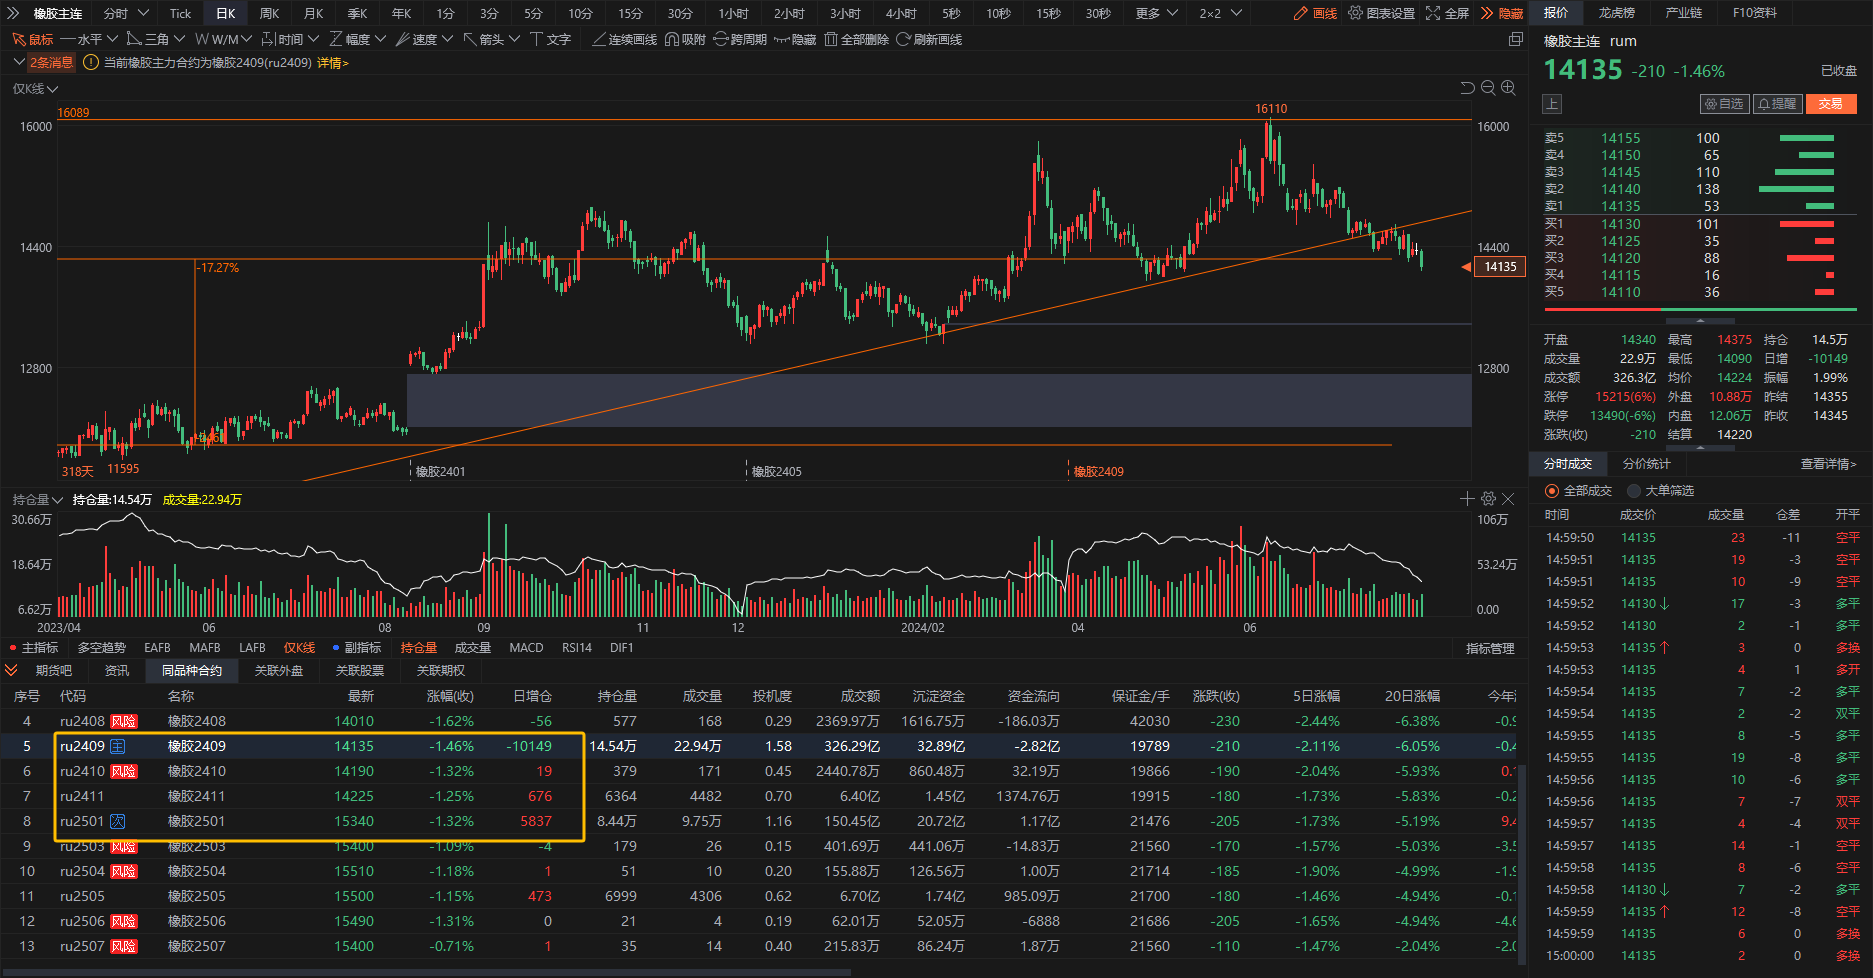 橡胶主连 分时 Tick 日K 周K 月K 季K 年K 1分 3分 5分 10分 15分 30分 1小时 2小时 3小时 4小时 5秒 10秒 15秒 30秒 更多 2×2 画线 图表设置 全屏 隐藏
鼠标 水平 三角 W/M 时间 幅度 速度 箭头 文字 连续画线 吸附 跨周期 隐藏 全部删除 刷新画线
2条消息 当前橡胶主力合约为橡胶2409(ru2409) 详情>
仅K线
16089
16110
16000 16000
14400 14400
-17.27%
14135
12800 12800
318天 11595
橡胶2401 橡胶2405 橡胶2409
持仓量 持仓量:14.54万 成交量:22.94万
30.66万 106万
18.64万 53.24万
6.62万 0.00
2023/04 06 08 09 11 12 2024/02 04 06
主指标 多空趋势 EAFB MAFB LAFB 仅K线 副指标 持仓量 成交量 MACD RSI14 DIF1 指标管理
期货吧 资讯 同品种合约 关联外盘 关联股票 关联期权
序号 代码 名称 最新 涨幅(收) 日增仓 持仓量 成交量 投机度 成交额 沉淀资金 资金流向 保证金/手 涨跌(收) 5日涨幅 20日涨幅
4 ru2408 风险 橡胶2408 14010 -1.62% -56 577 168 0.29 2369.97万 1616.75万 -186.03万 42030 -230 -2.44% -6.38%
5 ru2409 主 橡胶2409 14135 -1.46% -10149 14.54万 22.94万 1.58 326.29亿 32.89亿 -2.82亿 19789 -210 -2.11% -6.05%
6 ru2410 风险 橡胶2410 14190 -1.32% 19 379 171 0.45 2440.78万 860.48万 32.19万 19866 -190 -2.04% -5.93%
7 ru2411 橡胶2411 14225 -1.25% 676 6364 4482 0.70 6.40亿 1.45亿 1374.76万 19915 -180 -1.73% -5.83%
8 ru2501 次 橡胶2501 15340 -1.32% 5837 8.44万 9.75万 1.16 150.45亿 20.72亿 1.17亿 21476 -205 -1.73% -5.19%
9 ru2503 风险 橡胶2503 15400 -1.09% -4 179 26 0.15 401.69万 441.06万 -14.83万 21560 -170 -1.57% -5.03%
10 ru2504 风险 橡胶2504 15510 -1.18% 1 51 10 0.20 155.88万 126.56万 1.00万 21714 -185 -1.90% -4.99%
11 ru2505 橡胶2505 15500 -1.15% 473 6999 4306 0.62 6.70亿 1.74亿 985.09万 21700 -180 -1.46% -4.94%
12 ru2506 风险 橡胶2506 15490 -1.31% 0 21 4 0.19 62.01万 52.05万 -6888 21686 -205 -1.65% -4.94%
13 ru2507 风险 橡胶2507 15400 -0.71% 1 35 14 0.40 215.83万 86.24万 1.87万 21560 -110 -1.47% -2.04%
报价 龙虎榜 产业链 F10资料
橡胶主连 rum
14135 -210 -1.46% 已收盘
上 自选 提醒 交易
卖5 14155 100
卖4 14150 65
卖3 14145 110
卖2 14140 138
卖1 14135 53
买1 14130 101
买2 14125 35
买3 14120 88
买4 14115 16
买5 14110 36
开盘 14340 最高 14375 持仓 14.5万
成交量 22.9万 最低 14090 日增 -10149
成交额 326.3亿 均价 14224 振幅 1.99%
涨停 15215(6%) 外盘 10.88万 昨结 14355
跌停 13490(-6%) 内盘 12.06万 昨收 14345
涨跌(收) -210 结算 14220
分时成交 分价统计 查看详情>
全部成交 大单筛选
时间 成交价 成交量 仓差 开平
14:59:50 14135 23 -11 空平
14:59:51 14135 19 -3 空平
14:59:51 14135 10 -9 空平
14:59:52 14130↓ 17 -3 多平
14:59:52 14130 2 -1 多平
14:59:53 14135↑ 3 0 多换
14:59:53 14135 4 1 多开
14:59:54 14135 7 -2 多平
14:59:54 14135 2 -2 双平
14:59:55 14135 8 -5 多平
14:59:55 14135 19 -8 多平
14:59:56 14135 10 -6 多平
14:59:56 14135 7 -7 双平
14:59:57 14135 4 -4 双平
14:59:57 14135 14 -1 空平
14:59:58 14135 8 -6 空平
14:59:58 14130↓ 7 -2 多平
14:59:59 14135↑ 12 -8 空平
14:59:59 14135 6 0 多换
15:00:00 14135 2 0 多换